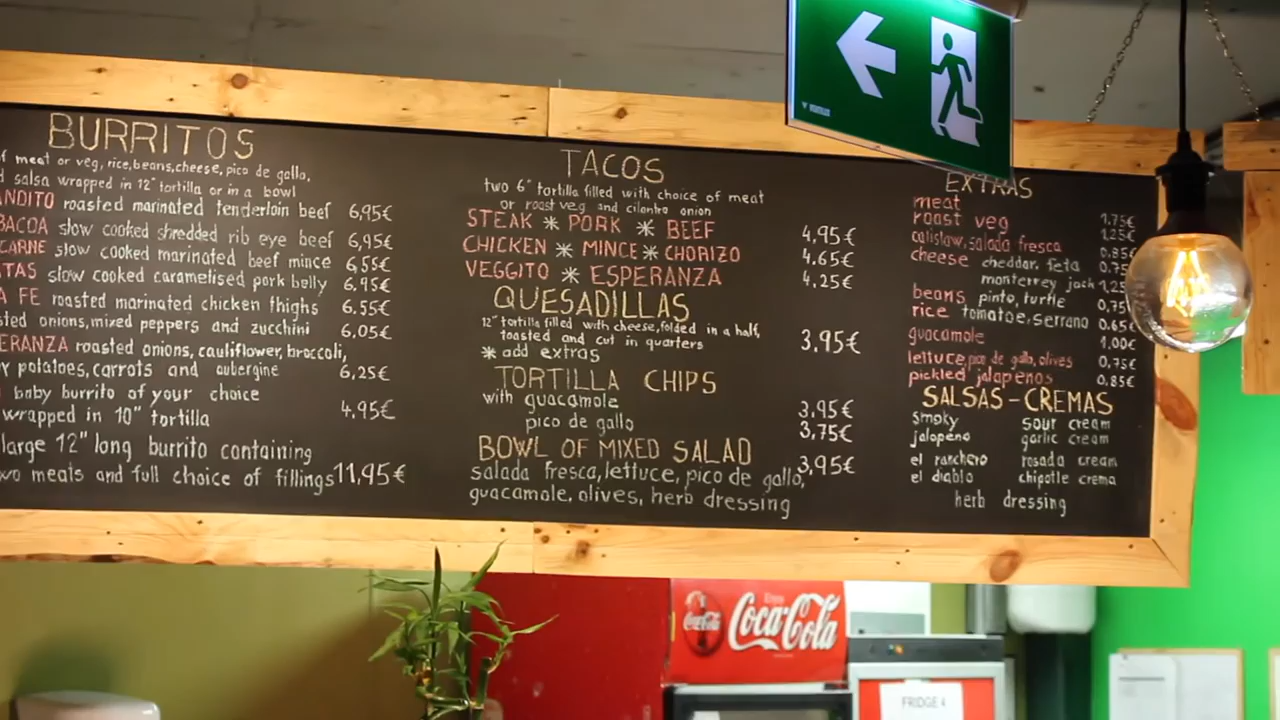 BURRITOS
meat or veg, rice, beans, cheese, pico de gallo,
salsa wrapped in 12" tortilla or in a bowl
ANDITO roasted marinated tenderloin beef 6,95€
BACOA slow cooked shredded rib eye beef 6,95€
CARNE slow cooked marinated beef mince 6,55€
TAS slow cooked caramelised pork belly 6.95€
A FE roasted marinated chicken thighs 6.55€
sted onions, mixed peppers and zucchini 6,05€
ERANZA roasted onions, cauliflower, broccoli,
potatoes, carrots and aubergine 6,25€
baby burrito of your choice
wrapped in 10" tortilla 4,95€
large 12" long burrito containing
wo meals and full choice of fillings 11,95€
TACOS
two 6" tortilla filled with choice of meat
or roast veg and cilantro onion
STEAK * PORK * BEEF 4,95€
CHICKEN * MINCE * CHORIZO 4.65€
VEGGITO * ESPERANZA 4.25€
QUESADILLAS
12" tortilla filled with cheese, folded in a half,
toasted and cut in quarters 3,95€
* add extras
TORTILLA CHIPS
with guacamole 3,95€
pico de gallo 3,75€
BOWL OF MIXED SALAD 3,95€
salada fresca, lettuce, pico de gallo,
guacamole, olives, herb dressing
EXTRAS
meat 1,75€
roast veg 1,25€
calislaw, salada fresca 0,85€
cheese cheddar, feta 0,75
monterrey jack 1,25
beans pinto, turtle 0,75
rice tomatoe, serrano 0,65€
guacamole 1,00€
lettuce, pico de gallo, olives 0,75€
pickled jalapenos 0,85€
SALSAS-CREMAS
smoky sour cream
jalapeno garlic cream
el ranchero rosada cream
el diablo chipotle crema
herb dressing
Coca-Cola
Enjoy
Coca-Cola
FRIDGE 4